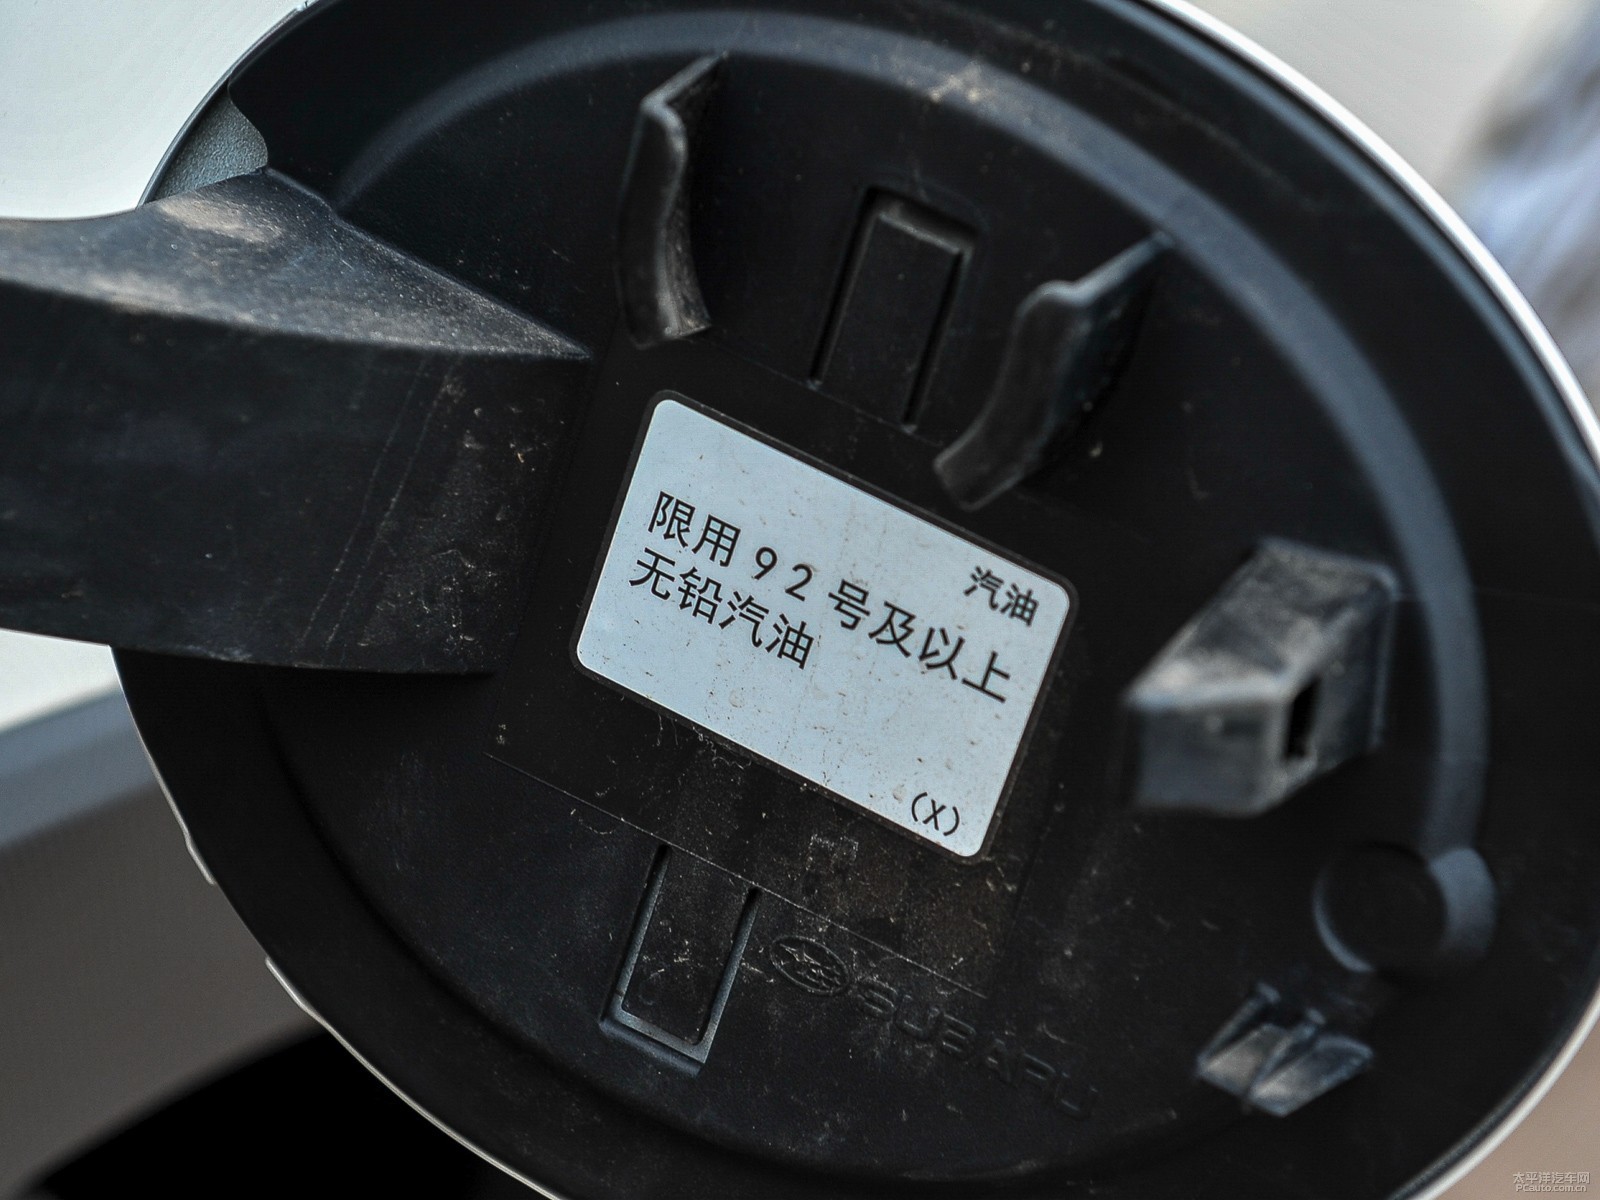 汽油
限用 92 号及以上
无铅汽油
(X)
SUBARU
太平洋汽车网
PCauto.com.cn